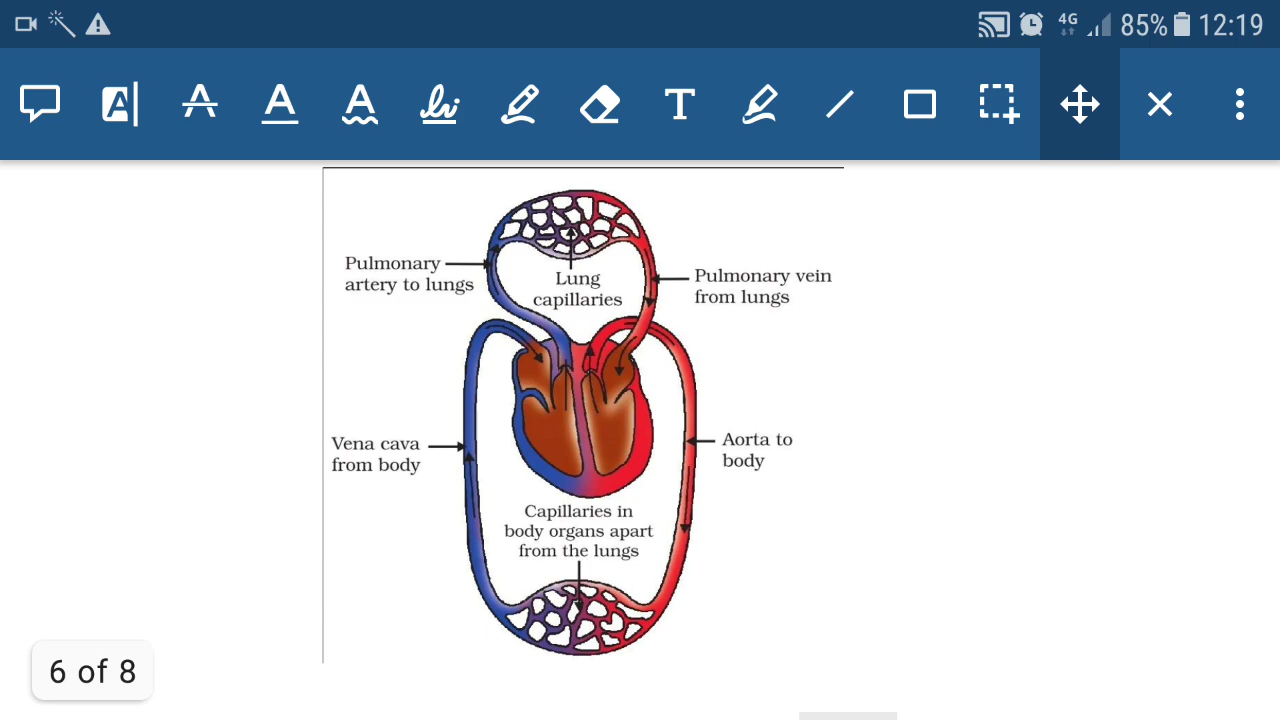 4G 85% 12:19
A A A A T
Pulmonary
artery to lungs
Lung
capillaries
Pulmonary vein
from lungs
Vena cava
from body
Aorta to
body
Capillaries in
body organs apart
from the lungs
6 of 8